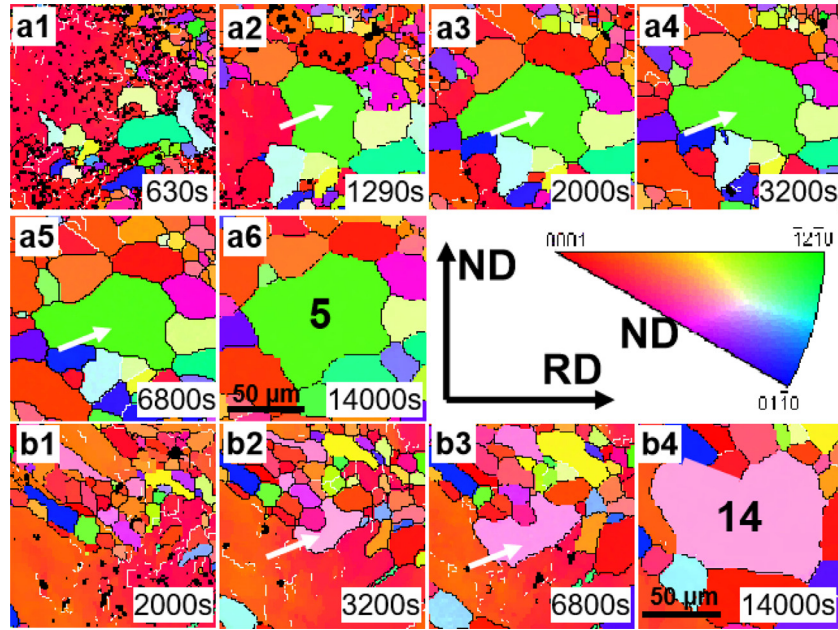 a1
630s
a2
1290s
a3
2000s
a4
3200s
a5
6800s
a6
5
50 µm
14000s
ND
RD
0001
1̅21̅0
ND
011̅0
b1
2000s
b2
3200s
b3
6800s
b4
14
50 µm
14000s